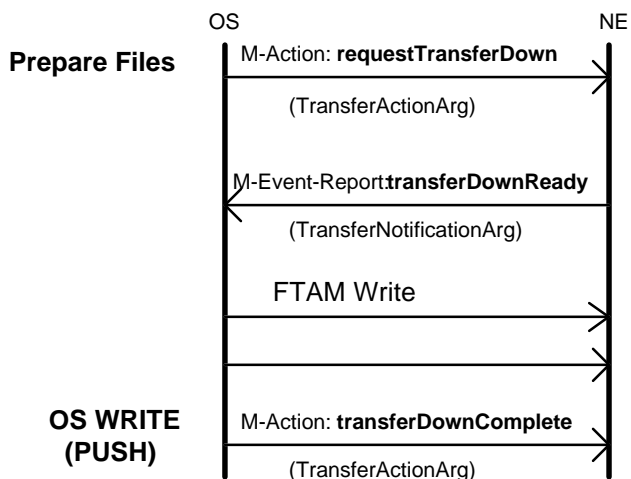 OS NE
Prepare Files
M-Action: requestTransferDown
(TransferActionArg)
M-Event-Report:transferDownReady
(TransferNotificationArg)
FTAM Write
OS WRITE
(PUSH)
M-Action: transferDownComplete
(TransferActionArg)